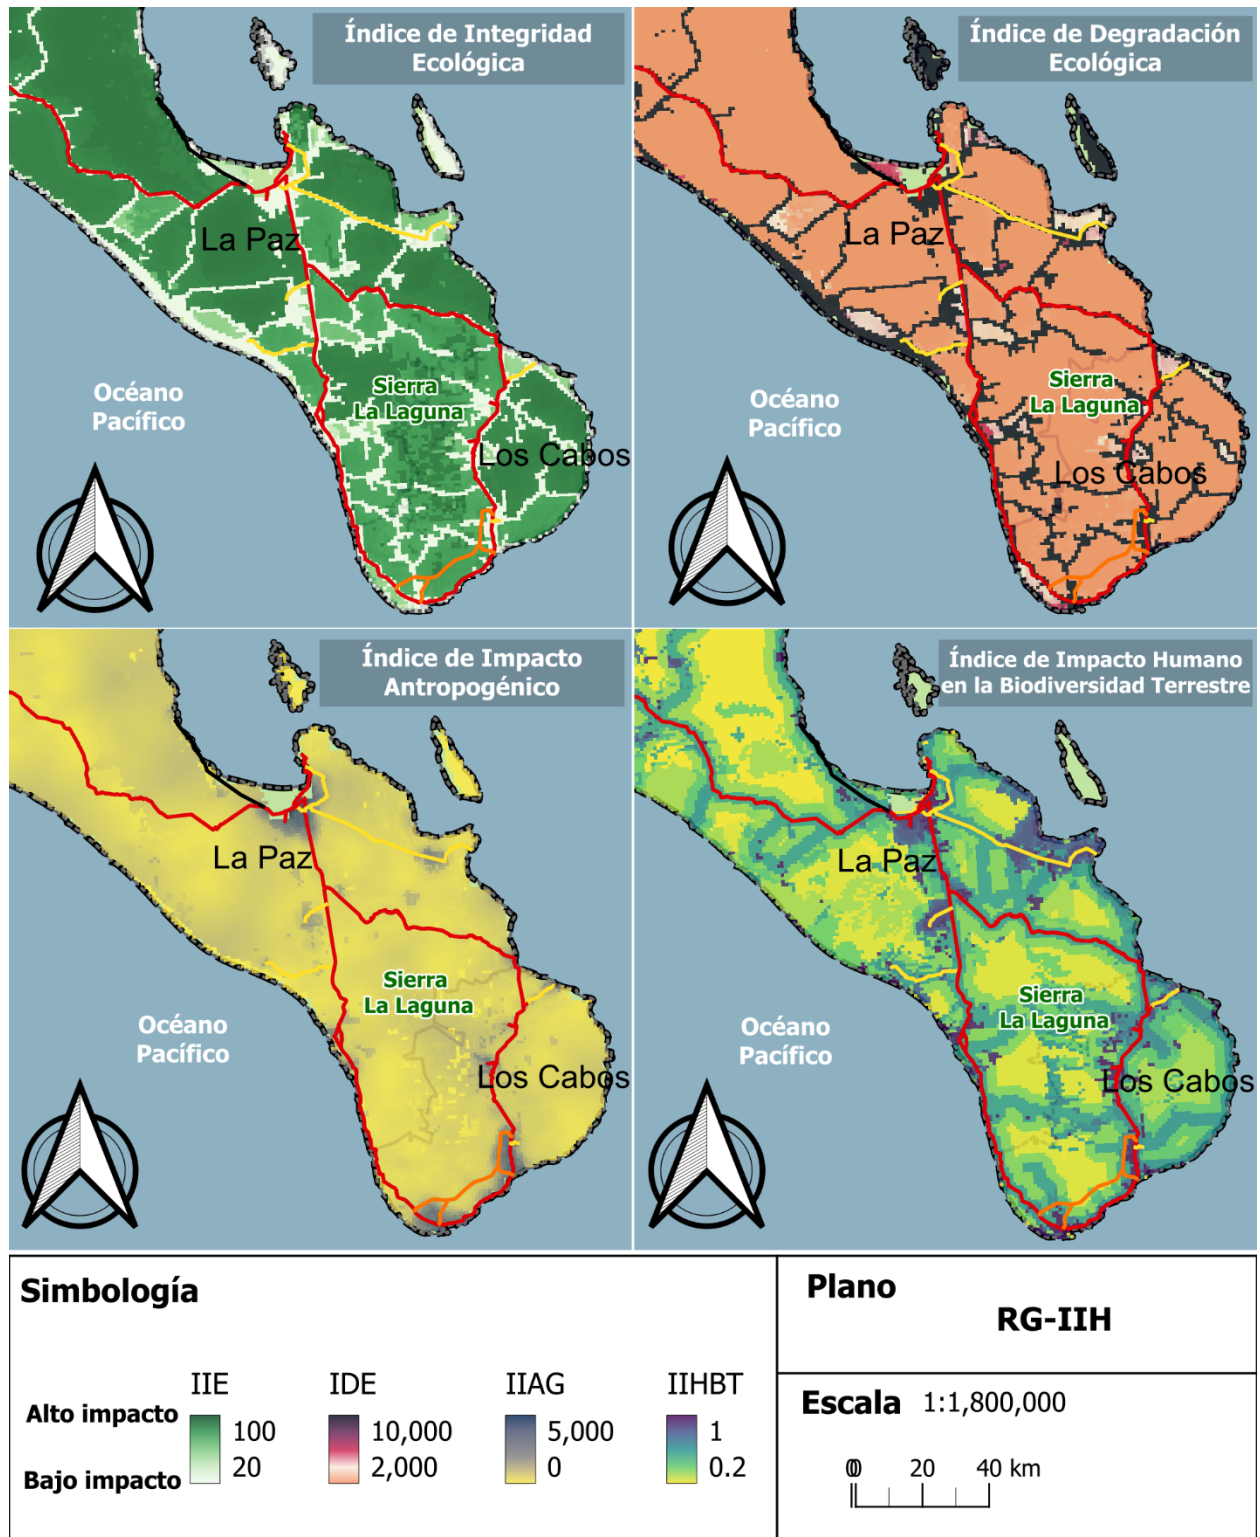 Índice de Integridad
Ecológica
La Paz
Sierra
La Laguna
Océano
Pacífico
Los Cabos
Índice de Degradación
Ecológica
La Paz
Sierra
La Laguna
Océano
Pacífico
Los Cabos
Índice de Impacto
Antropogénico
La Paz
Sierra
La Laguna
Océano
Pacífico
Los Cabos
Índice de Impacto Humano
en la Biodiversidad Terrestre
La Paz
Sierra
La Laguna
Océano
Pacífico
Los Cabos
Simbología
IIE IDE IIAG IIHBT
Alto impacto 100 10,000 5,000 1
Bajo impacto 20 2,000 0 0.2
Plano
RG-IIH
Escala 1:1,800,000
0 0 20 40 km